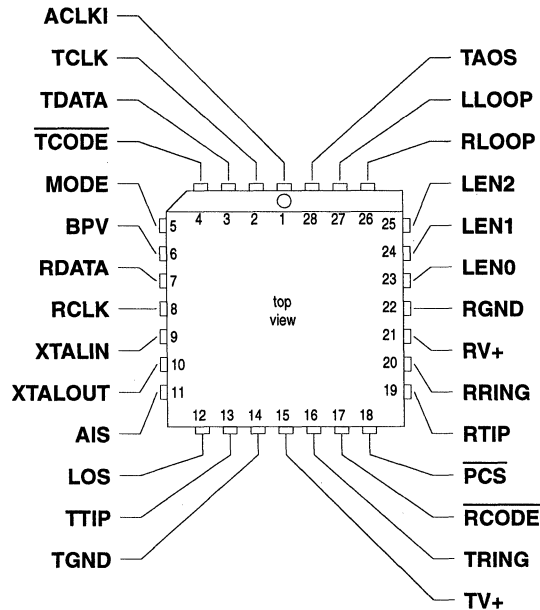 ACLKI
TCLK
TAOS
TDATA
LLOOP
TCODE
RLOOP
MODE
LEN2
4 3 2 1 28 27 26
5
25
BPV
LEN1
6
24
RDATA
LEN0
7
23
RCLK
RGND
8
22
top
view
XTALIN
RV+
9
21
XTALOUT
RRING
10
20
11
19
AIS
RTIP
12 13 14 15 16 17 18
LOS
PCS
TTIP
RCODE
TGND
TRING
TV+